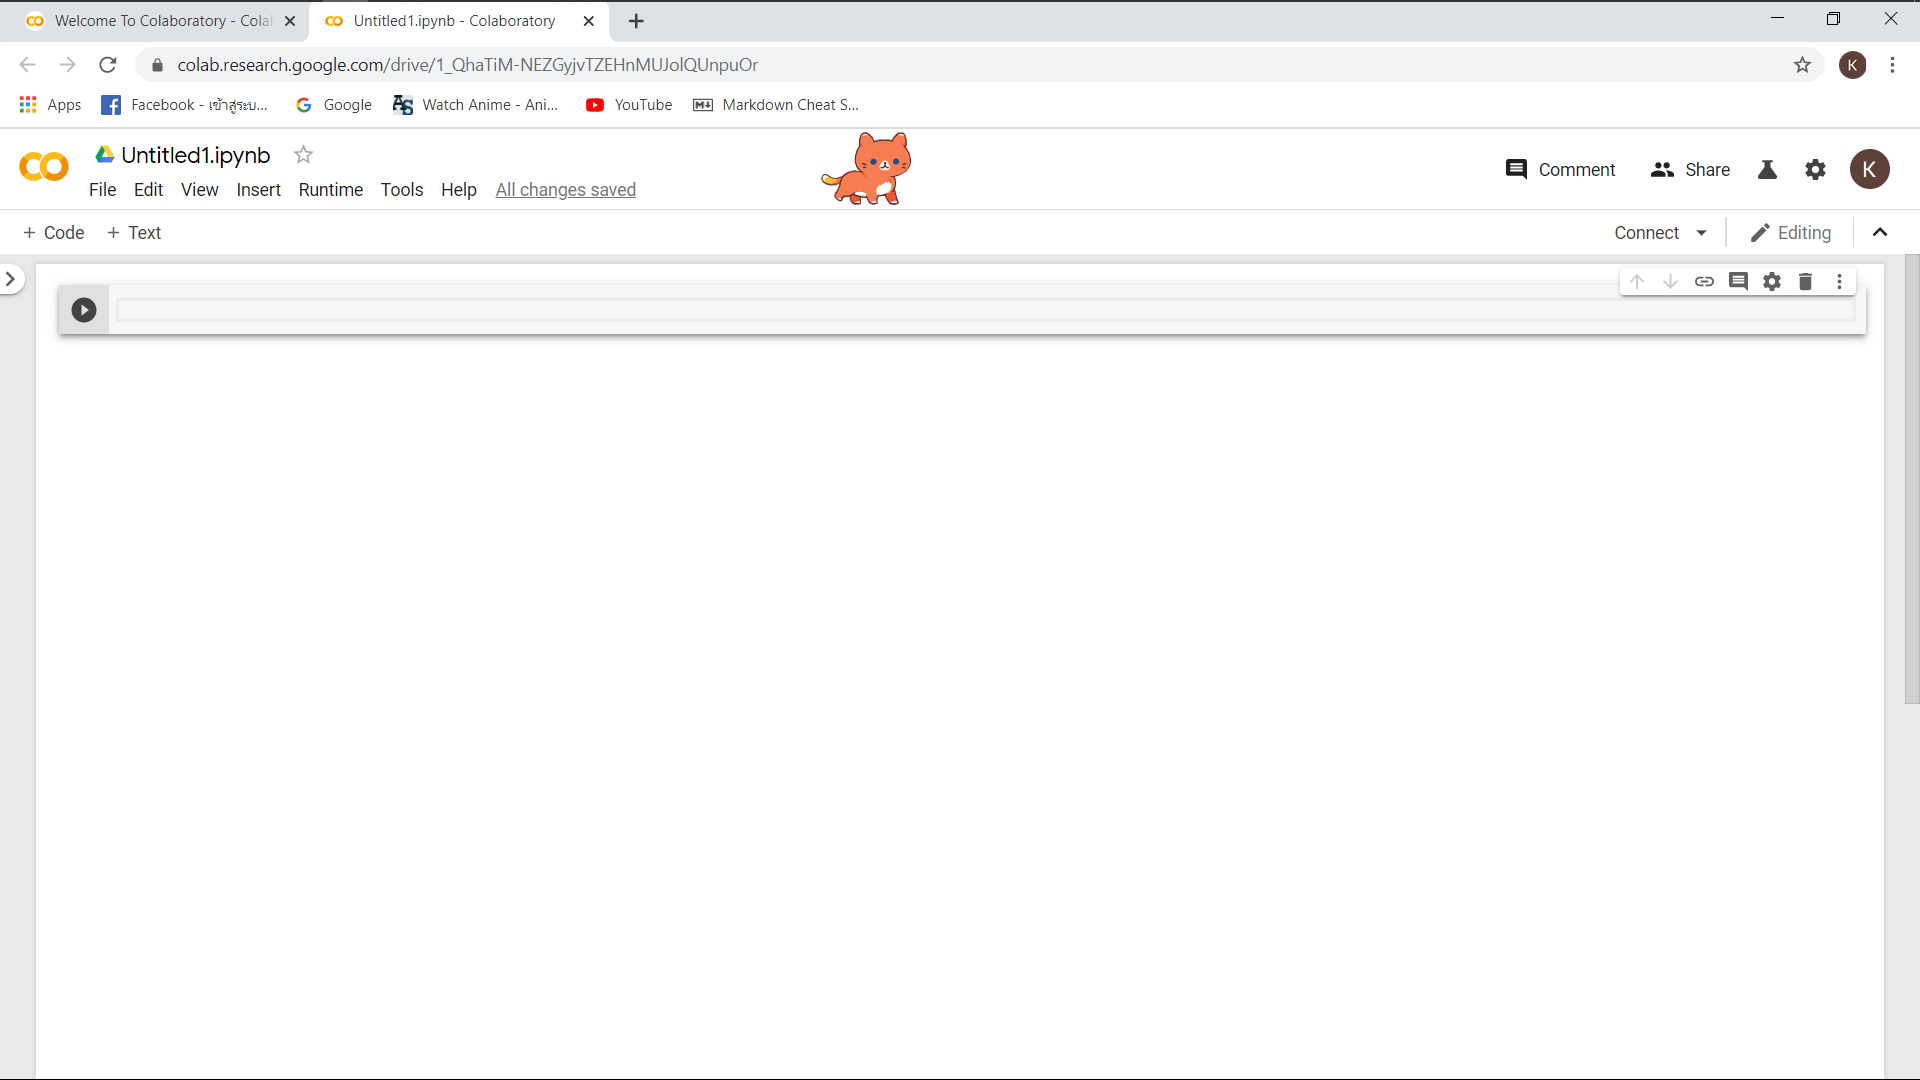 Welcome To Colaboratory - Cola
Untitled1.ipynb - Colaboratory
colab.research.google.com/drive/1_QhaTiM-NEZGyjvTZEHnMUJolQUnpuOr
K
Apps
Facebook - เข้าสู่ระบ...
Google
Watch Anime - Ani...
YouTube
Markdown Cheat S...
Untitled1.ipynb
File Edit View Insert Runtime Tools Help All changes saved
Comment
Share
K
+ Code + Text
Connect
Editing